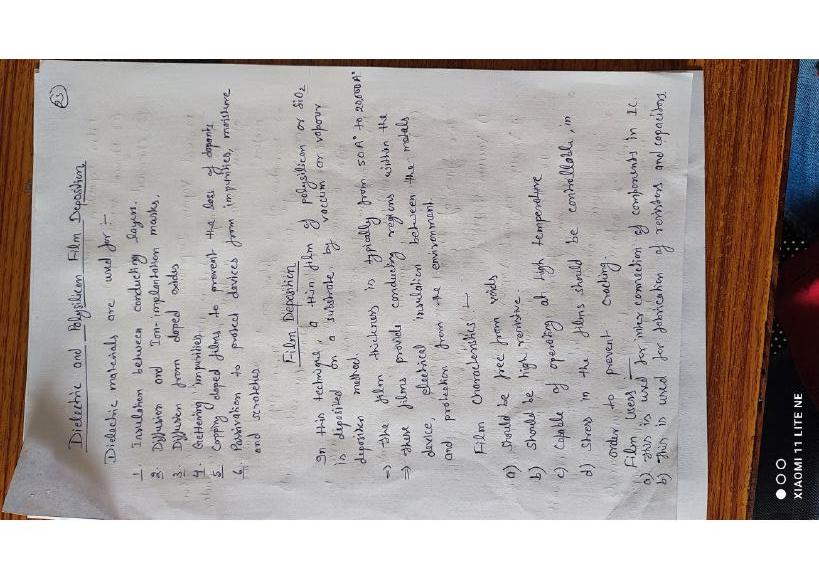 23
Dielectric and Polysilicon Film Deposition
Dielectric materials are used for :-
1. Insulation between conducting layers.
2. Diffusion and Ion-implantation masks.
3. Diffusion from doped oxides
4. Gettering impurities
5. Capping doped films to prevent the loss of dopants
6. Passivation to protect devices from impurities, moisture
and scratches.
Film Deposition
In this technique, a thin film of polysilicon or SiO2
is deposited on a substrate by vaccum or vapour
deposition method.
⇒ The film thickness is typically from 50A° to 20,000A°
⇒ these films provide conducting regions within the
device, electrical insulation between the metals
and protection from the environment.
Film Characteristics :-
a) should be free from voids
b) should be high resistive.
c) Capable of operating at high temperature
d) Stress in the films should be controllable, in
order to prevent cracking.
Film Uses :-
a) this is used for inter connection of components in IC.
b) This is used for fabrication of resistors and capacitors
XIAOMI 11 LITE NE